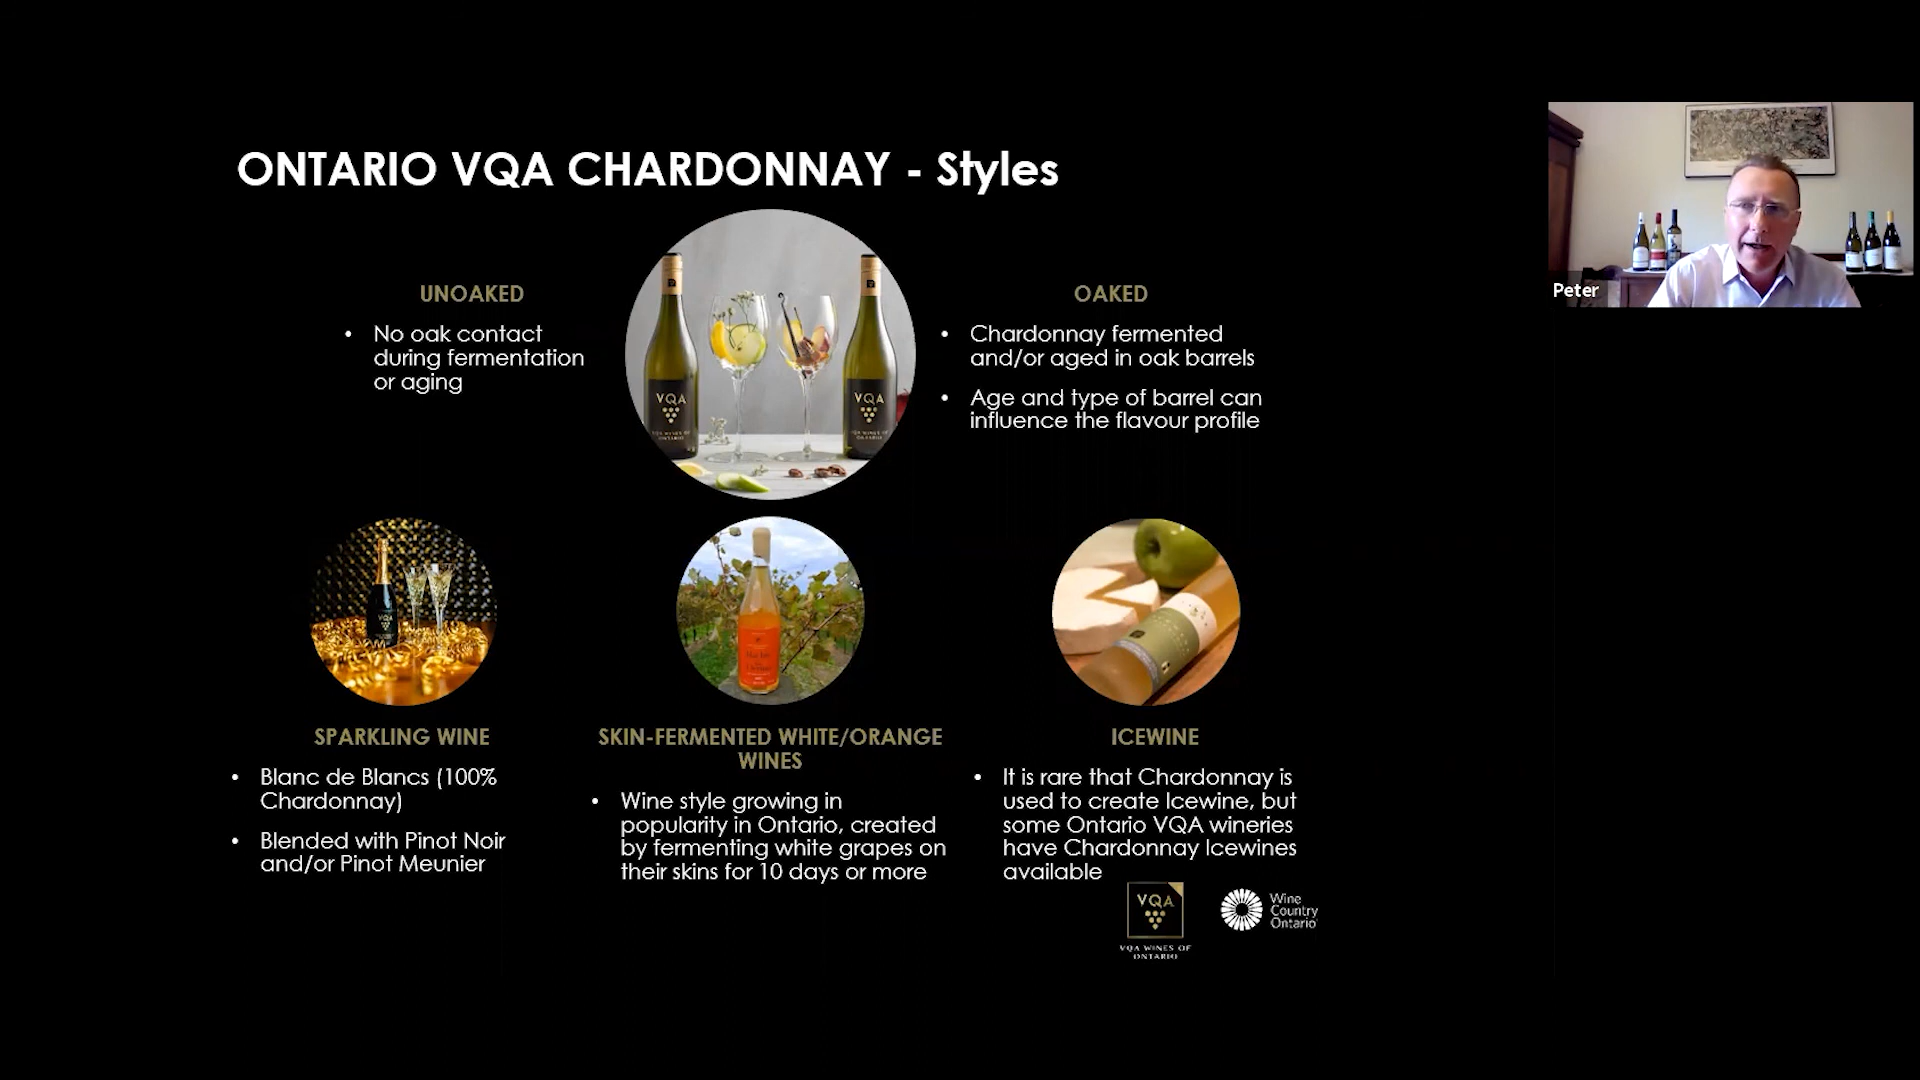 ONTARIO VQA CHARDONNAY - Styles
Peter
UNOAKED
• No oak contact
during fermentation
or aging
VQA
VQA
OAKED
• Chardonnay fermented
and/or aged in oak barrels
• Age and type of barrel can
influence the flavour profile
VQA
SPARKLING WINE
• Blanc de Blancs (100%
Chardonnay)
• Blended with Pinot Noir
and/or Pinot Meunier
SKIN-FERMENTED WHITE/ORANGE
WINES
• Wine style growing in
popularity in Ontario, created
by fermenting white grapes on
their skins for 10 days or more
ICEWINE
• It is rare that Chardonnay is
used to create Icewine, but
some Ontario VQA wineries
have Chardonnay Icewines
available
VQA
VQA WINES OF
ONTARIO
Wine
Country
Ontario